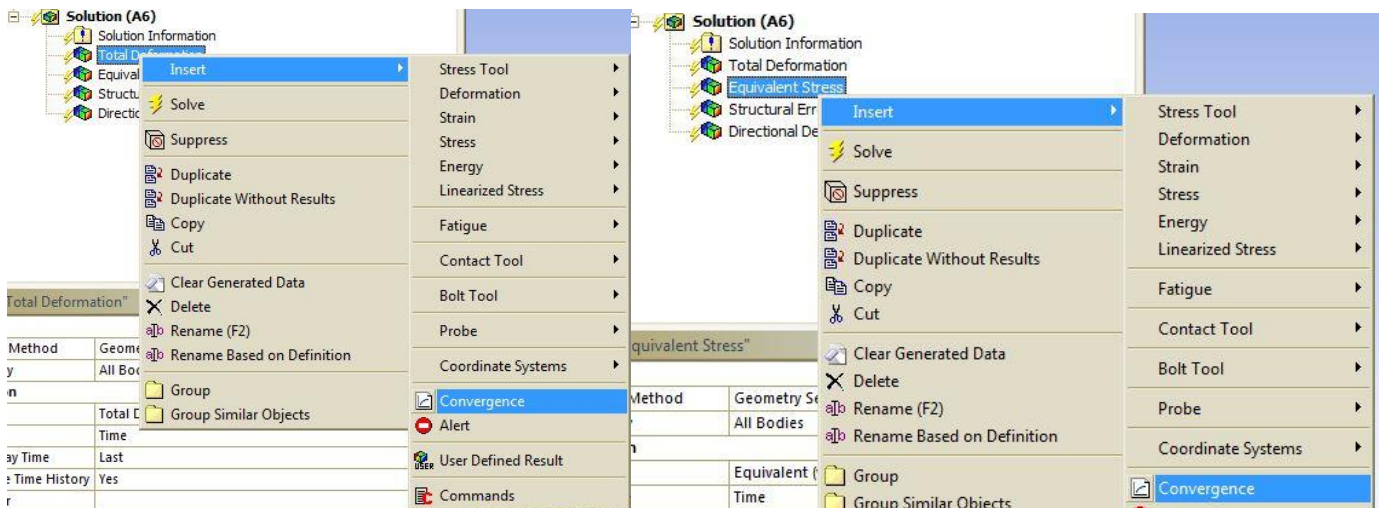 Solution (A6)
Solution Information
Total Deformation
Equival
Structu
Directio
Insert
Solve
Suppress
Duplicate
Duplicate Without Results
Copy
Cut
Clear Generated Data
Delete
Rename (F2)
Rename Based on Definition
Group
Group Similar Objects
Stress Tool
Deformation
Strain
Stress
Energy
Linearized Stress
Fatigue
Contact Tool
Bolt Tool
Probe
Coordinate Systems
Convergence
Alert
User Defined Result
Commands
Total Deformation"
Method Geome
y All Bod
n
Total D
Time
ay Time Last
e Time History Yes
r
Solution (A6)
Solution Information
Total Deformation
Equivalent Stress
Structural Err
Directional De
Insert
Solve
Suppress
Duplicate
Duplicate Without Results
Copy
Cut
Clear Generated Data
Delete
Rename (F2)
Rename Based on Definition
Group
Group Similar Objects
Stress Tool
Deformation
Strain
Stress
Energy
Linearized Stress
Fatigue
Contact Tool
Bolt Tool
Probe
Coordinate Systems
Convergence
quivalent Stress"
Method Geometry Se
All Bodies
n
Equivalent (
Time